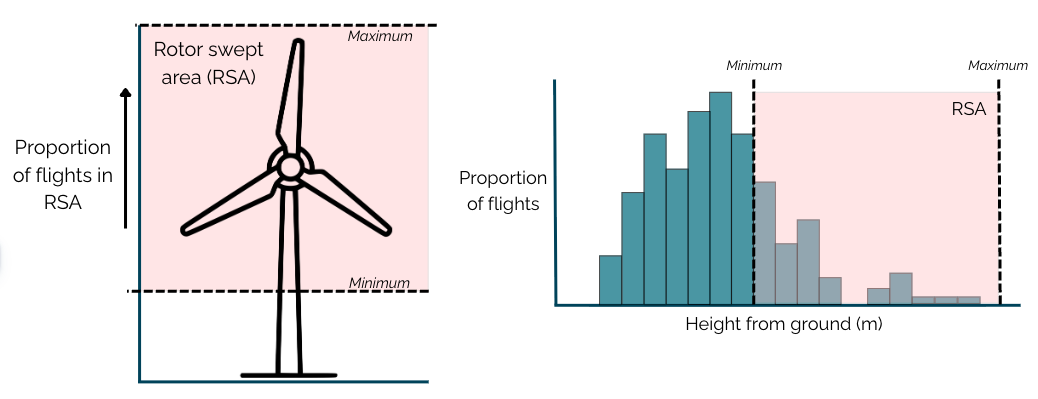 Maximum
Rotor swept
area (RSA)
Proportion
of flights in
RSA
Minimum
Minimum
Maximum
RSA
Proportion
of flights
Height from ground (m)